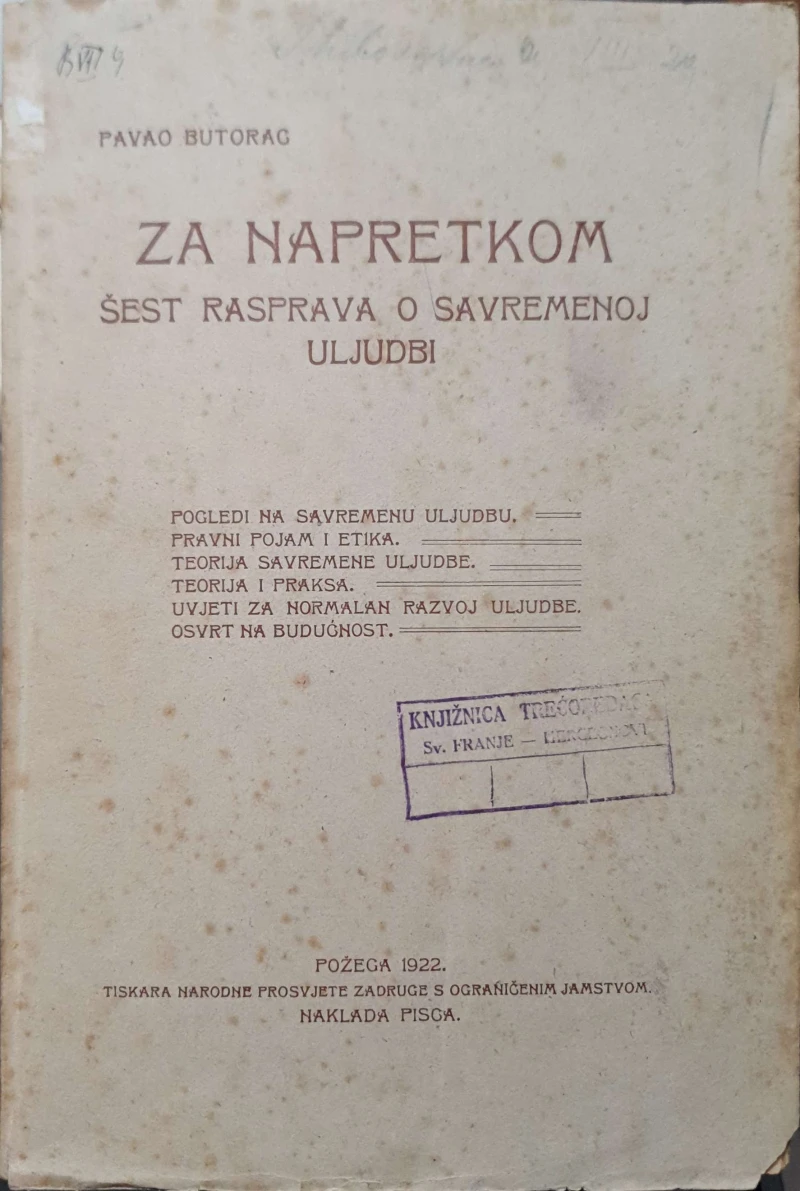 B VII 9
PAVAO BUTORAC
ZA NAPRETKOM
ŠEST RASPRAVA O SAVREMENOJ
ULJUDBI
POGLEDI NA SAVREMENU ULJUDBU.
PRAVNI POJAM I ETIKA.
TEORIJA SAVREMENE ULJUDBE.
TEORIJA I PRAKSA.
UVJETI ZA NORMALAN RAZVOJ ULJUDBE.
OSVRT NA BUDUĆNOST.
KNJIŽNICA
Sv. FRANJE —
POŽEGA 1922.
TISKARA NARODNE PROSVJETE ZADRUGE S OGRANIČENIM JAMSTVOM.
NAKLADA PISCA.